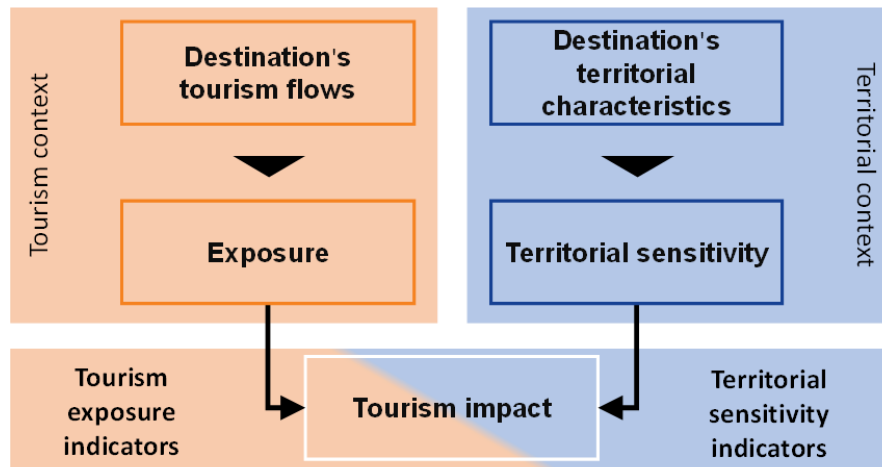 Tourism context
Destination's
tourism flows
Exposure
Destination's
territorial
characteristics
Territorial sensitivity
Territorial context
Tourism
exposure
indicators
Tourism impact
Territorial
sensitivity
indicators